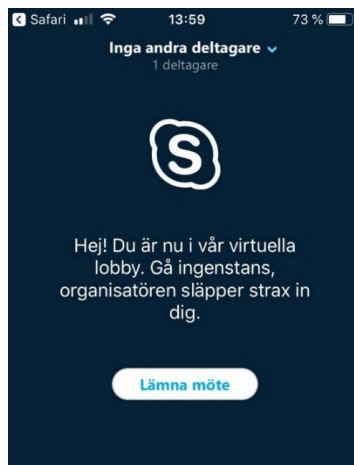 Safari 13:59 73 %
Inga andra deltagare
1 deltagare
S
Hej! Du är nu i vår virtuella
lobby. Gå ingenstans,
organisatören släpper strax in
dig.
Lämna möte